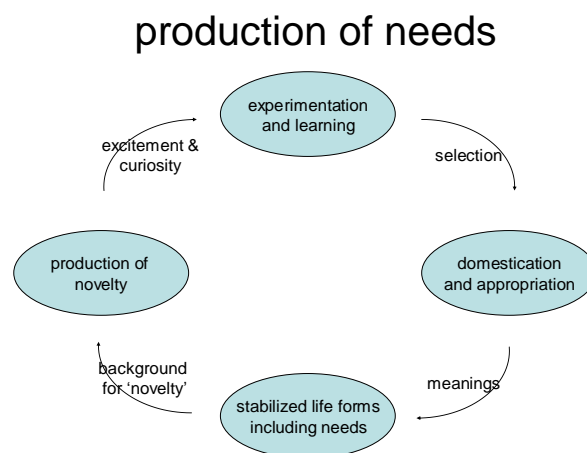 production of needs
experimentation
and learning
excitement &
curiosity
selection
production of
novelty
domestication
and appropriation
background
for ‘novelty’
meanings
stabilized life forms
including needs